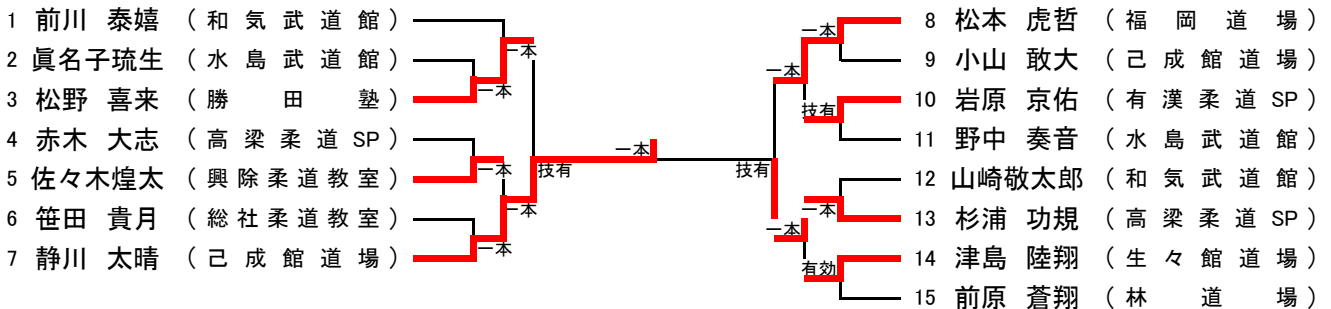 1 前川 泰嬉 （ 和 気 武 道 館 ）
2 眞名子琉生 （ 水 島 武 道 館 ）
3 松野 喜来 （ 勝 田 塾 ）
4 赤木 大志 （ 高 梁 柔 道 SP ）
5 佐々木煌太 （ 興 除 柔 道 教 室 ）
6 笹田 貴月 （ 総 社 柔 道 教 室 ）
7 静川 太晴 （ 己 成 館 道 場 ）
一本
一本
一本
一本
一本
技有
一本
技有
一本
一本
技有
一本
一本
有効
8 松本 虎哲 （ 福 岡 道 場 ）
9 小山 敢大 （ 己 成 館 道 場 ）
10 岩原 京佑 （ 有 漢 柔 道 SP ）
11 野中 奏音 （ 水 島 武 道 館 ）
12 山崎敬太郎 （ 和 気 武 道 館 ）
13 杉浦 功規 （ 高 梁 柔 道 SP ）
14 津島 陸翔 （ 生 々 館 道 場 ）
15 前原 蒼翔 （ 林 道 場 ）